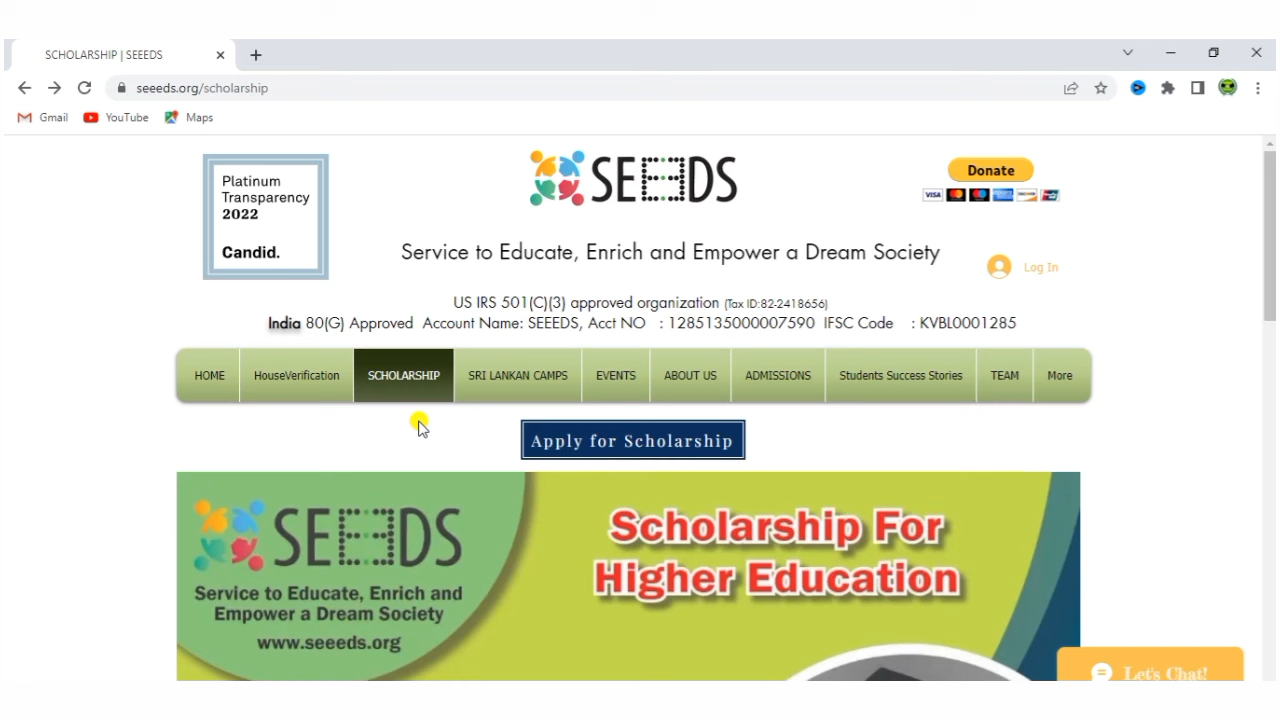 SCHOLARSHIP | SEEEDS
seeeds.org/scholarship
Gmail YouTube Maps
Platinum
Transparency
2022
Candid.
SEEEDS
Donate
VISA
DISCOVER
Service to Educate, Enrich and Empower a Dream Society
Log In
US IRS 501(C)(3) approved organization (Tax ID:82-2418656)
India 80(G) Approved Account Name: SEEEDS, Acct NO : 1285135000007590 IFSC Code : KVBL0001285
HOME HouseVerification SCHOLARSHIP SRI LANKAN CAMPS EVENTS ABOUT US ADMISSIONS Students Success Stories TEAM More
Apply for Scholarship
SEEEDS
Service to Educate, Enrich and
Empower a Dream Society
www.seeeds.org
Scholarship For
Higher Education
Let's Chat!